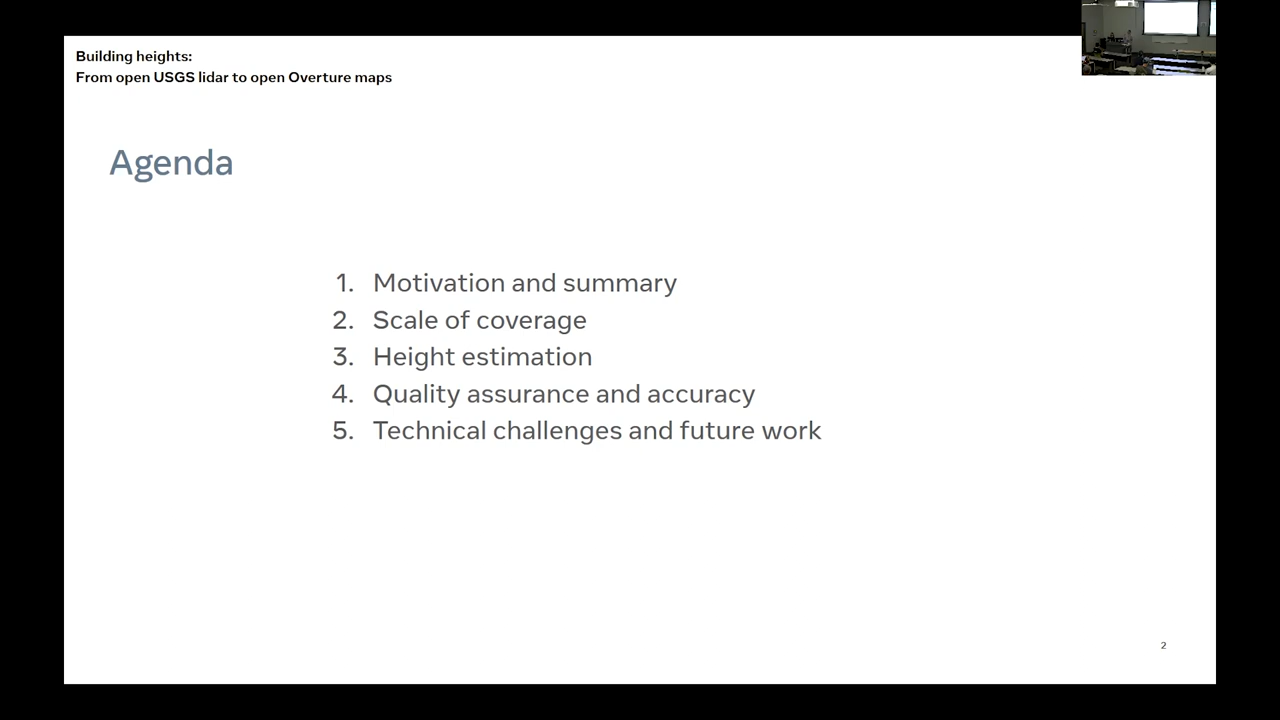 Building heights:
From open USGS lidar to open Overture maps
Agenda
1. Motivation and summary
2. Scale of coverage
3. Height estimation
4. Quality assurance and accuracy
5. Technical challenges and future work
2